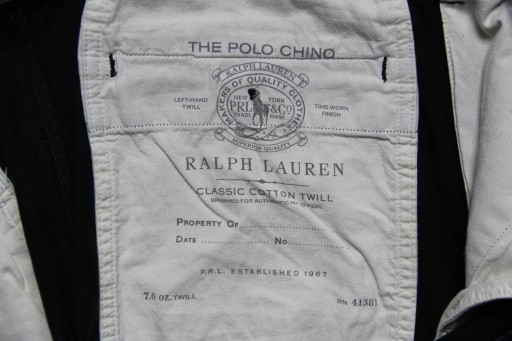 THE POLO CHINO
RALPH LAUREN
MAKERS OF QUALITY CLOTHES
LEFT-HAND TWILL
NEW YORK
PRL &Co
TRADE MARK
TIME WORN FINISH
SUPERIOR QUALITY
RALPH LAUREN
CLASSIC COTTON TWILL
BRUSHED FOR AUTHENTIC HAND FEEL
PROPERTY OF
DATE No.
P.R.L. ESTABLISHED 1967
7.0 OZ. TWILL RN 41381